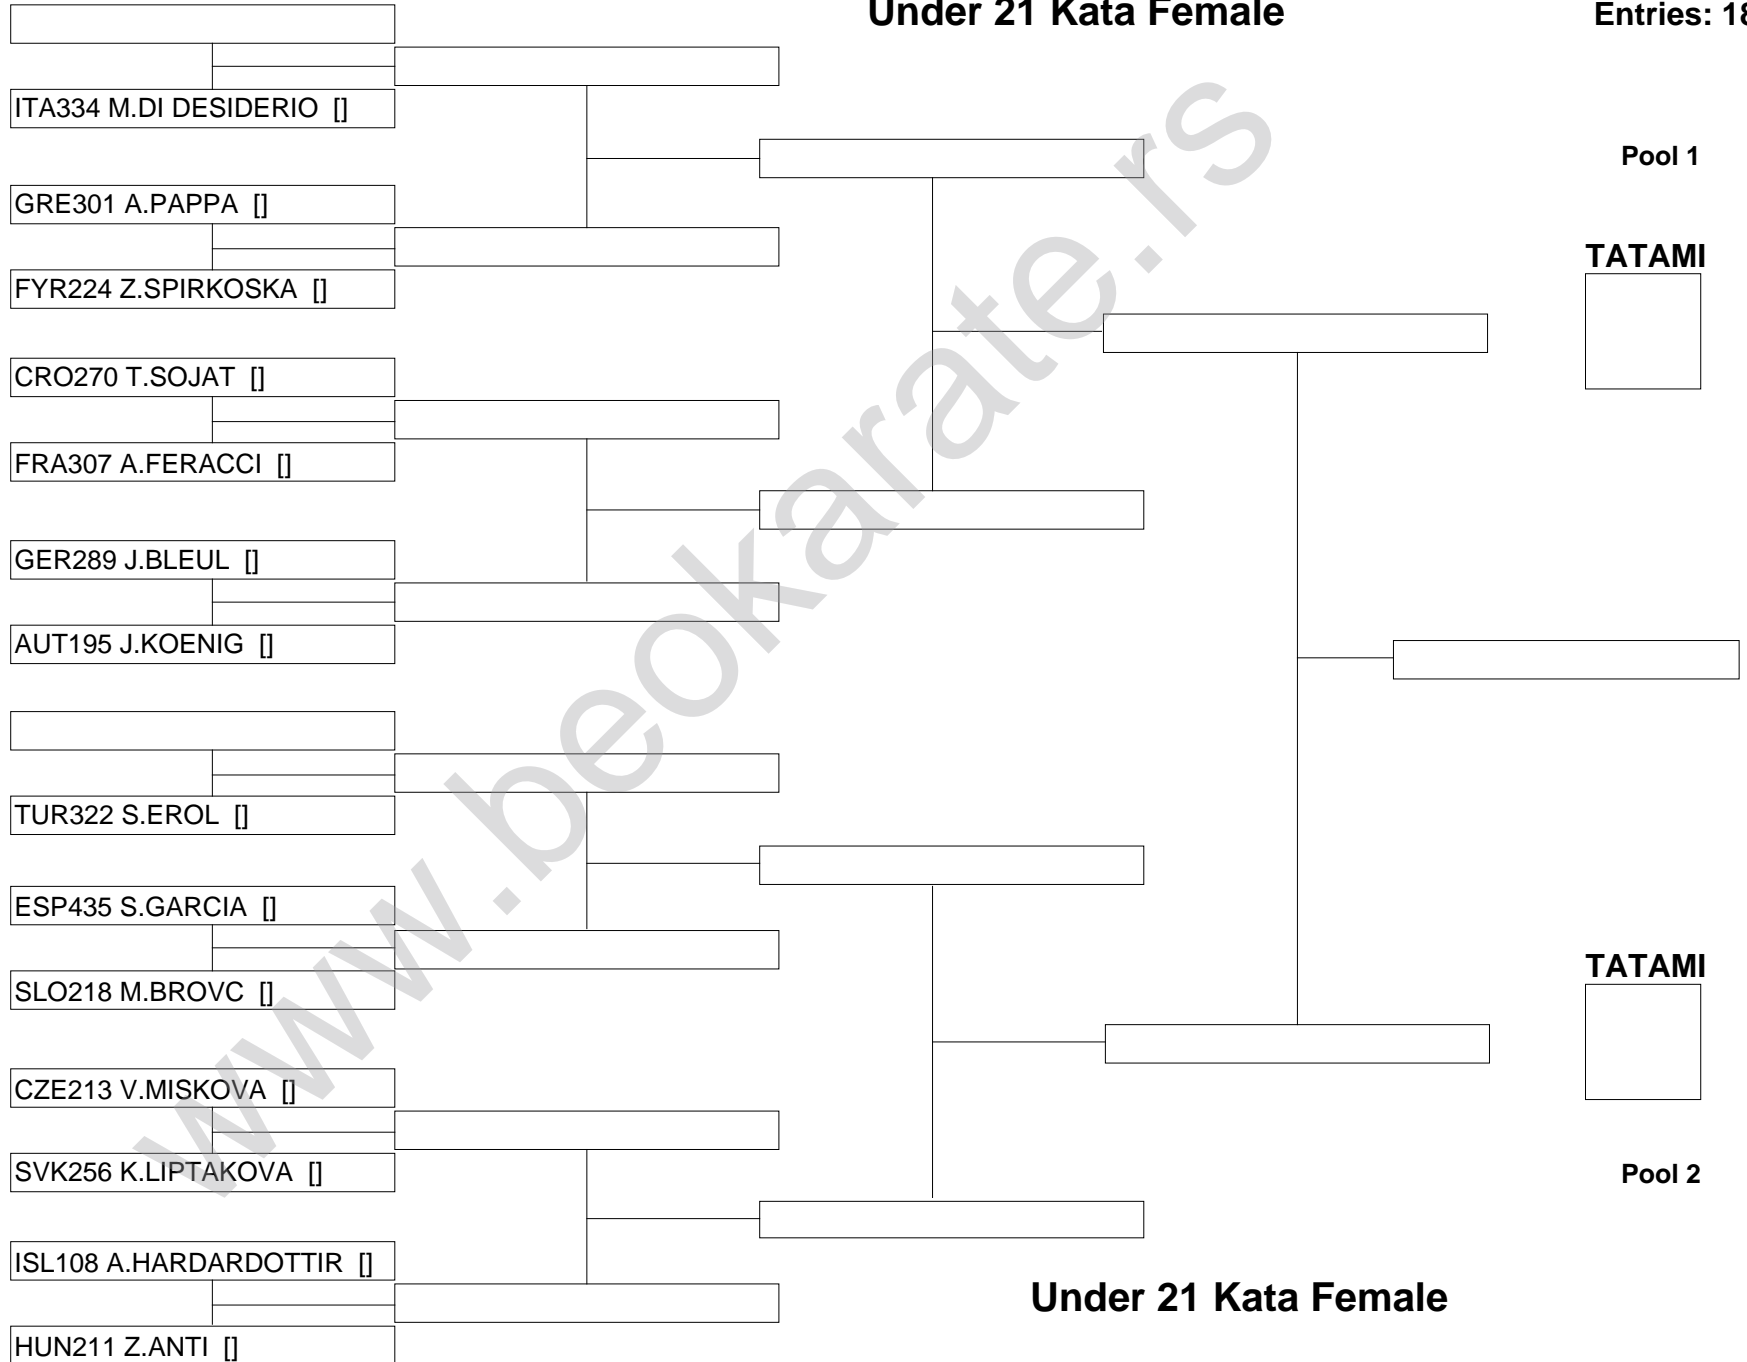 Under 21 Kata Female
Entries: 18
ITA334 M.DI DESIDERIO []
Pool 1
GRE301 A.PAPPA []
TATAMI
FYR224 Z.SPIRKOSKA []
CRO270 T.SOJAT []
FRA307 A.FERACCI []
GER289 J.BLEUL []
AUT195 J.KOENIG []
TUR322 S.EROL []
ESP435 S.GARCIA []
TATAMI
SLO218 M.BROVC []
CZE213 V.MISKOVA []
SVK256 K.LIPTAKOVA []
Pool 2
ISL108 A.HARDARDOTTIR []
Under 21 Kata Female
HUN211 Z.ANTI []
www.beokarate.rs